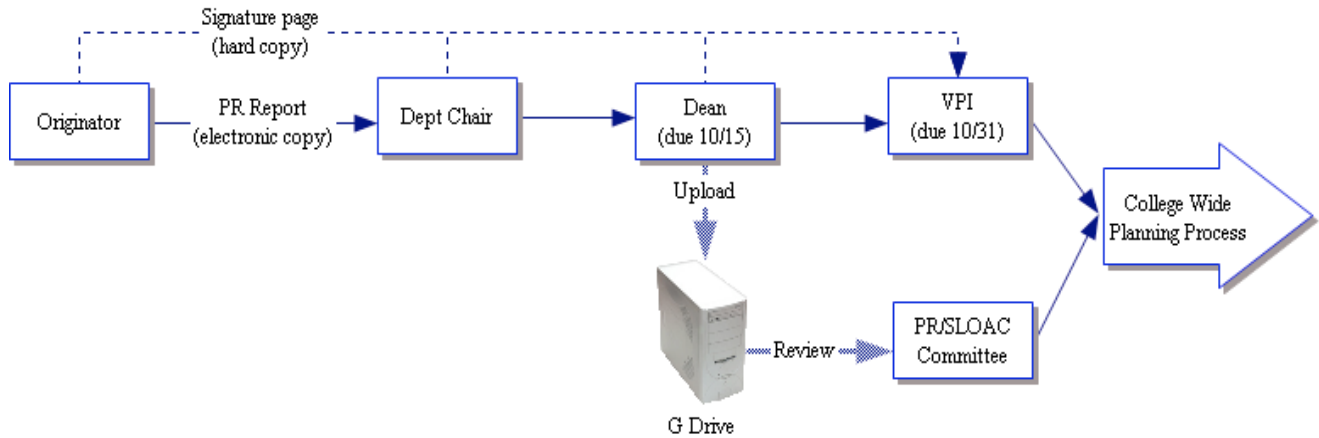 Signature page
(hard copy)
Originator
PR Report
(electronic copy)
Dept Chair
Dean
(due 10/15)
VPI
(due 10/31)
Upload
College Wide
Planning Process
G Drive
Review
PR/SLOAC
Committee